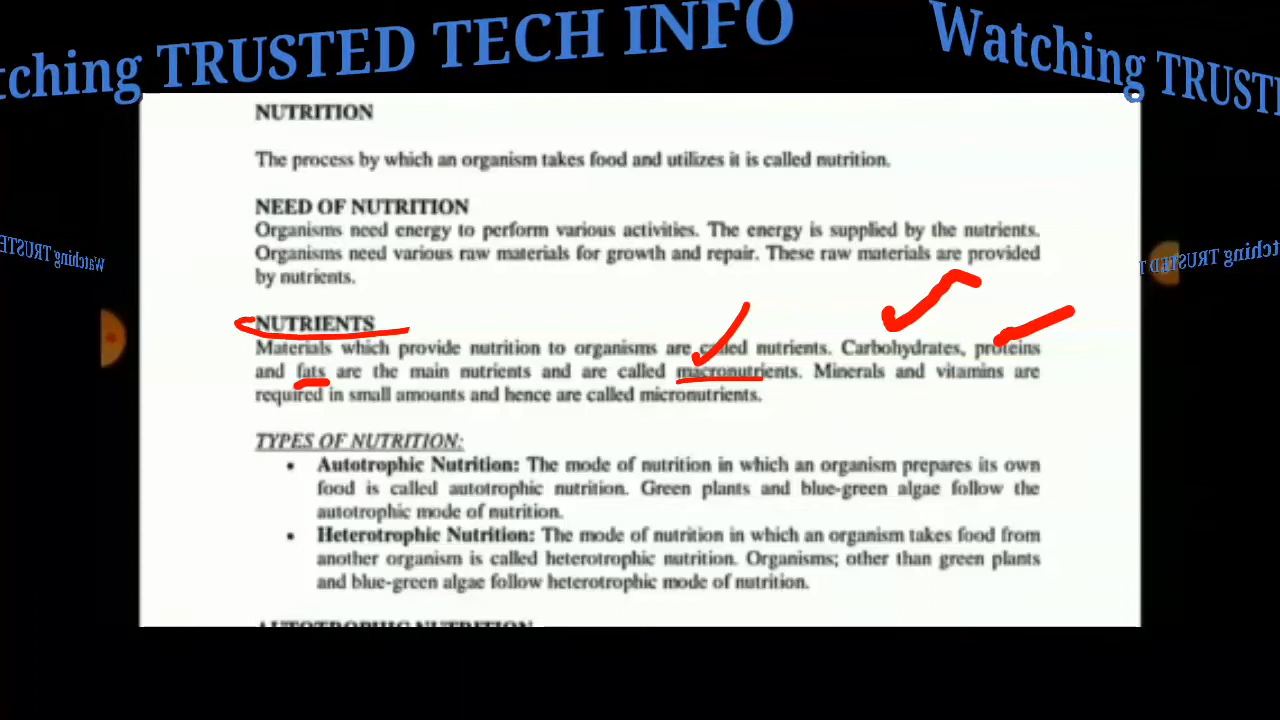 tching TRUSTED TECH INFO
Watching TRUST
NUTRITION
The process by which an organism takes food and utilizes it is called nutrition.
NEED OF NUTRITION
Organisms need energy to perform various activities. The energy is supplied by the nutrients.
Organisms need various raw materials for growth and repair. These raw materials are provided
by nutrients.
Watching TRUSTED
tching TRUSTED T
NUTRIENTS
Materials which provide nutrition to organisms are called nutrients. Carbohydrates, proteins
and fats are the main nutrients and are called macronutrients. Minerals and vitamins are
required in small amounts and hence are called micronutrients.
TYPES OF NUTRITION:
• Autotrophic Nutrition: The mode of nutrition in which an organism prepares its own
food is called autotrophic nutrition. Green plants and blue-green algae follow the
autotrophic mode of nutrition.
• Heterotrophic Nutrition: The mode of nutrition in which an organism takes food from
another organism is called heterotrophic nutrition. Organisms; other than green plants
and blue-green algae follow heterotrophic mode of nutrition.
AUTOTROPHIC NUTRITION